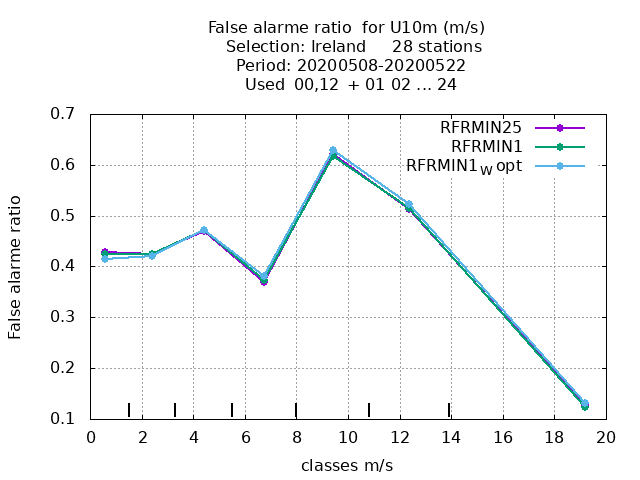 False alarme ratio  for U10m (m/s)
Selection: Ireland     28 stations
Period: 20200508-20200522
Used  00,12  + 01 02 ... 24
RFRMIN25
RFRMIN1
RFRMIN1w opt
False alarme ratio
0.7
0.6
0.5
0.4
0.3
0.2
0.1
0 2 4 6 8 10 12 14 16 18 20
classes m/s